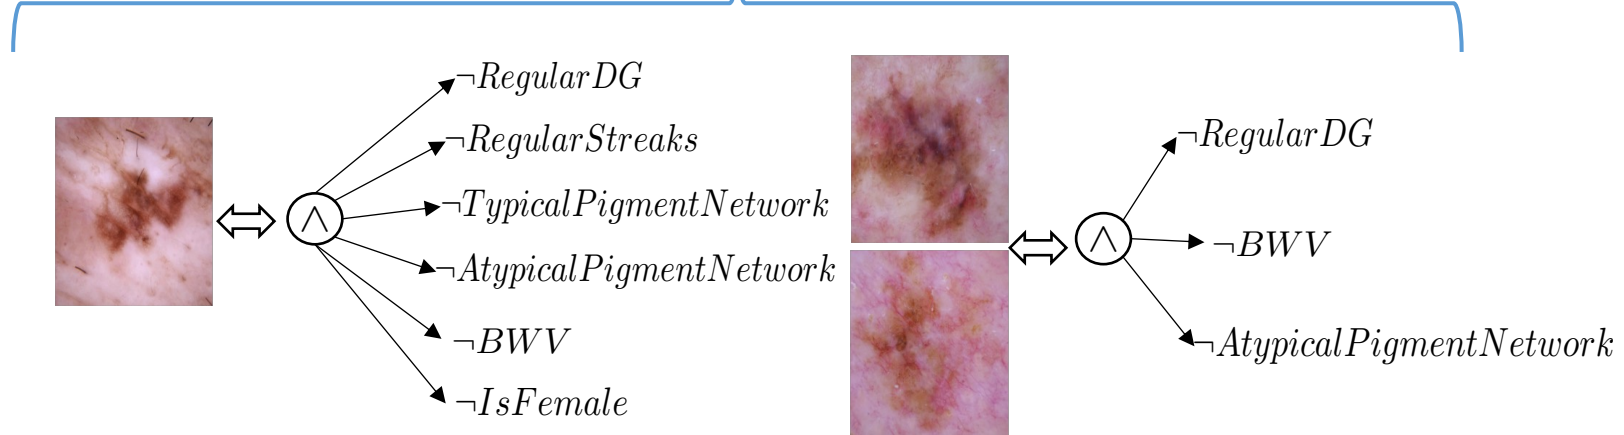 ¬RegularDG
¬RegularStreaks
¬TypicalPigmentNetwork
¬AtypicalPigmentNetwork
¬BWV
¬IsFemale
∧
¬RegularDG
¬BWV
¬AtypicalPigmentNetwork
∧